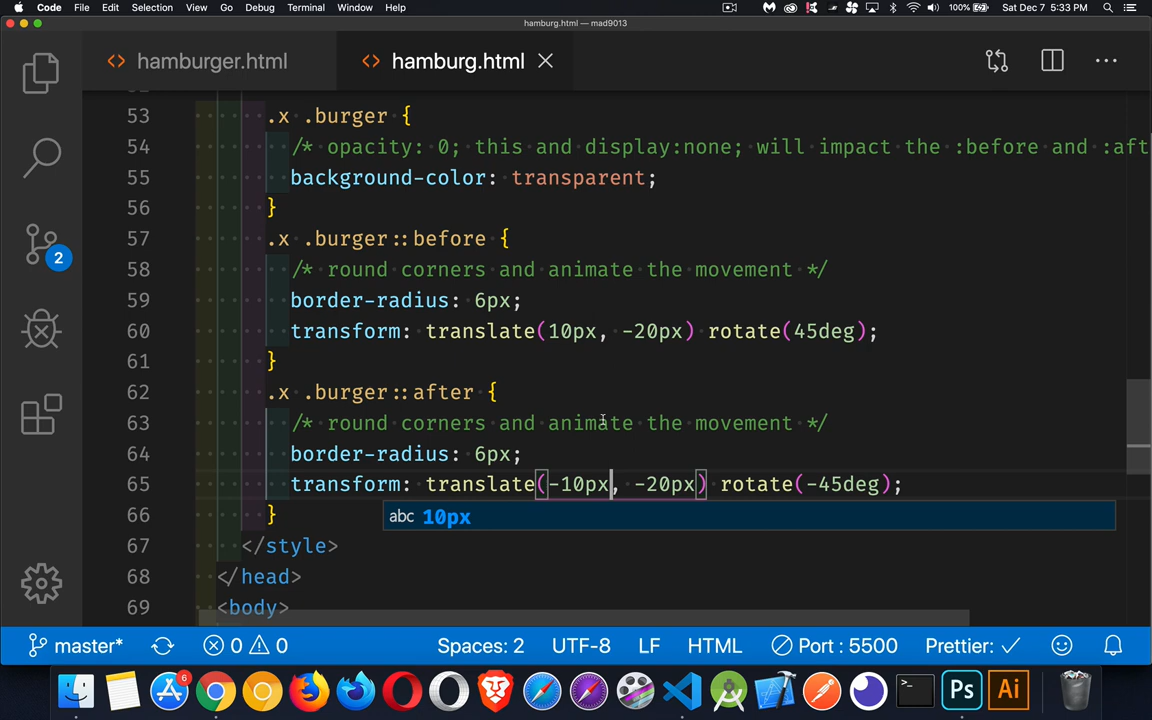 Code File Edit Selection View Go Debug Terminal Window Help 100% Sat Dec 7 5:33 PM
hamburg.html — mad9013
<> hamburger.html <> hamburg.html
53 .x .burger {
54 /* opacity: 0; this and display:none; will impact the :before and :aft
55 background-color: transparent;
56 }
57 .x .burger::before {
58 /* round corners and animate the movement */
59 border-radius: 6px;
60 transform: translate(10px, -20px) rotate(45deg);
61 }
62 .x .burger::after {
63 /* round corners and animate the movement */
64 border-radius: 6px;
65 transform: translate(-10px, -20px) rotate(-45deg);
abc 10px
66 }
67 </style>
68 </head>
69 <body>
2
master* 0 0 Spaces: 2 UTF-8 LF HTML Port : 5500 Prettier: ✓
6
Ps Ai